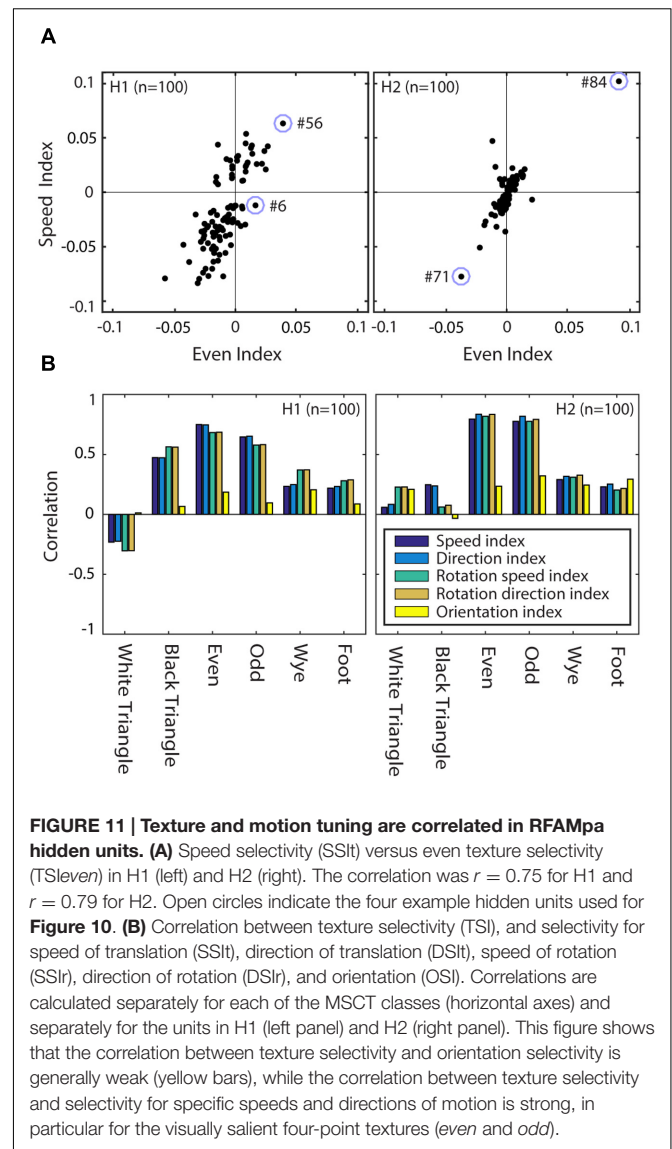 A
H1 (n=100)
#56
#6
H2 (n=100)
#84
#71
0.1
0.05
0
-0.05
-0.1
Speed Index
-0.1 -0.05 0 0.05 0.1
-0.1 -0.05 0 0.05 0.1
Even Index
Even Index
B
H1 (n=100)
H2 (n=100)
1
0.5
0
-0.5
-1
Correlation
Speed index
Direction index
Rotation speed index
Rotation direction index
Orientation index
White Triangle
Black Triangle
Even
Odd
Wye
Foot
White Triangle
Black Triangle
Even
Odd
Wye
Foot
FIGURE 11 | Texture and motion tuning are correlated in RFAMpa
hidden units. (A) Speed selectivity (SSIt) versus even texture selectivity
(TSIeven) in H1 (left) and H2 (right). The correlation was r = 0.75 for H1 and
r = 0.79 for H2. Open circles indicate the four example hidden units used for
Figure 10. (B) Correlation between texture selectivity (TSI), and selectivity for
speed of translation (SSIt), direction of translation (DSIt), speed of rotation
(SSIr), direction of rotation (DSIr), and orientation (OSI). Correlations are
calculated separately for each of the MSCT classes (horizontal axes) and
separately for the units in H1 (left panel) and H2 (right panel). This figure shows
that the correlation between texture selectivity and orientation selectivity is
generally weak (yellow bars), while the correlation between texture selectivity
and selectivity for specific speeds and directions of motion is strong, in
particular for the visually salient four-point textures (even and odd).